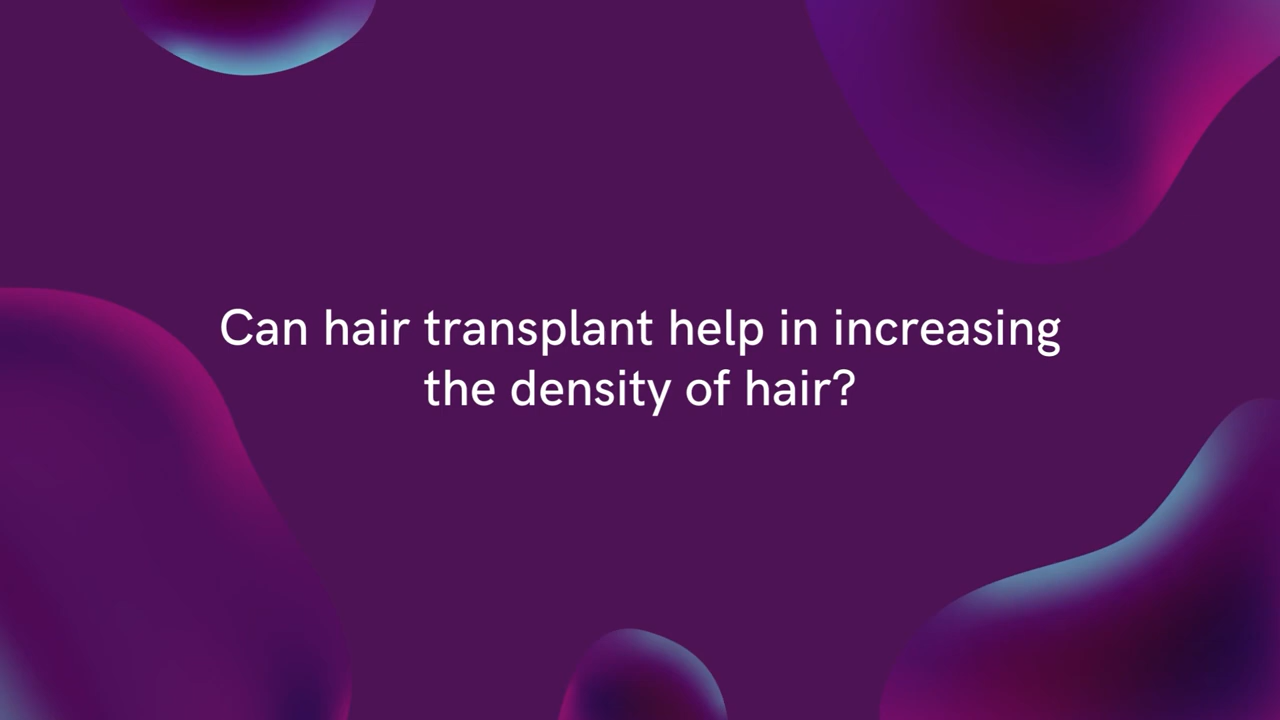 Can hair transplant help in increasing
the density of hair?